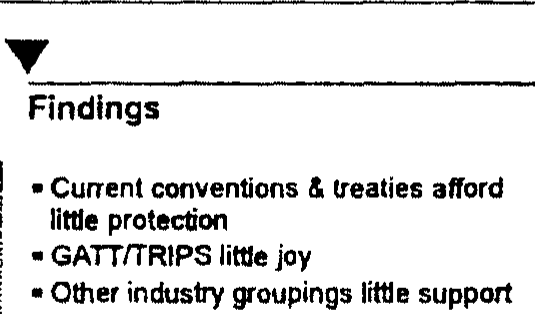 Findings
- Current conventions & treaties afford
little protection
- GATT/TRIPS little joy
- Other industry groupings little support